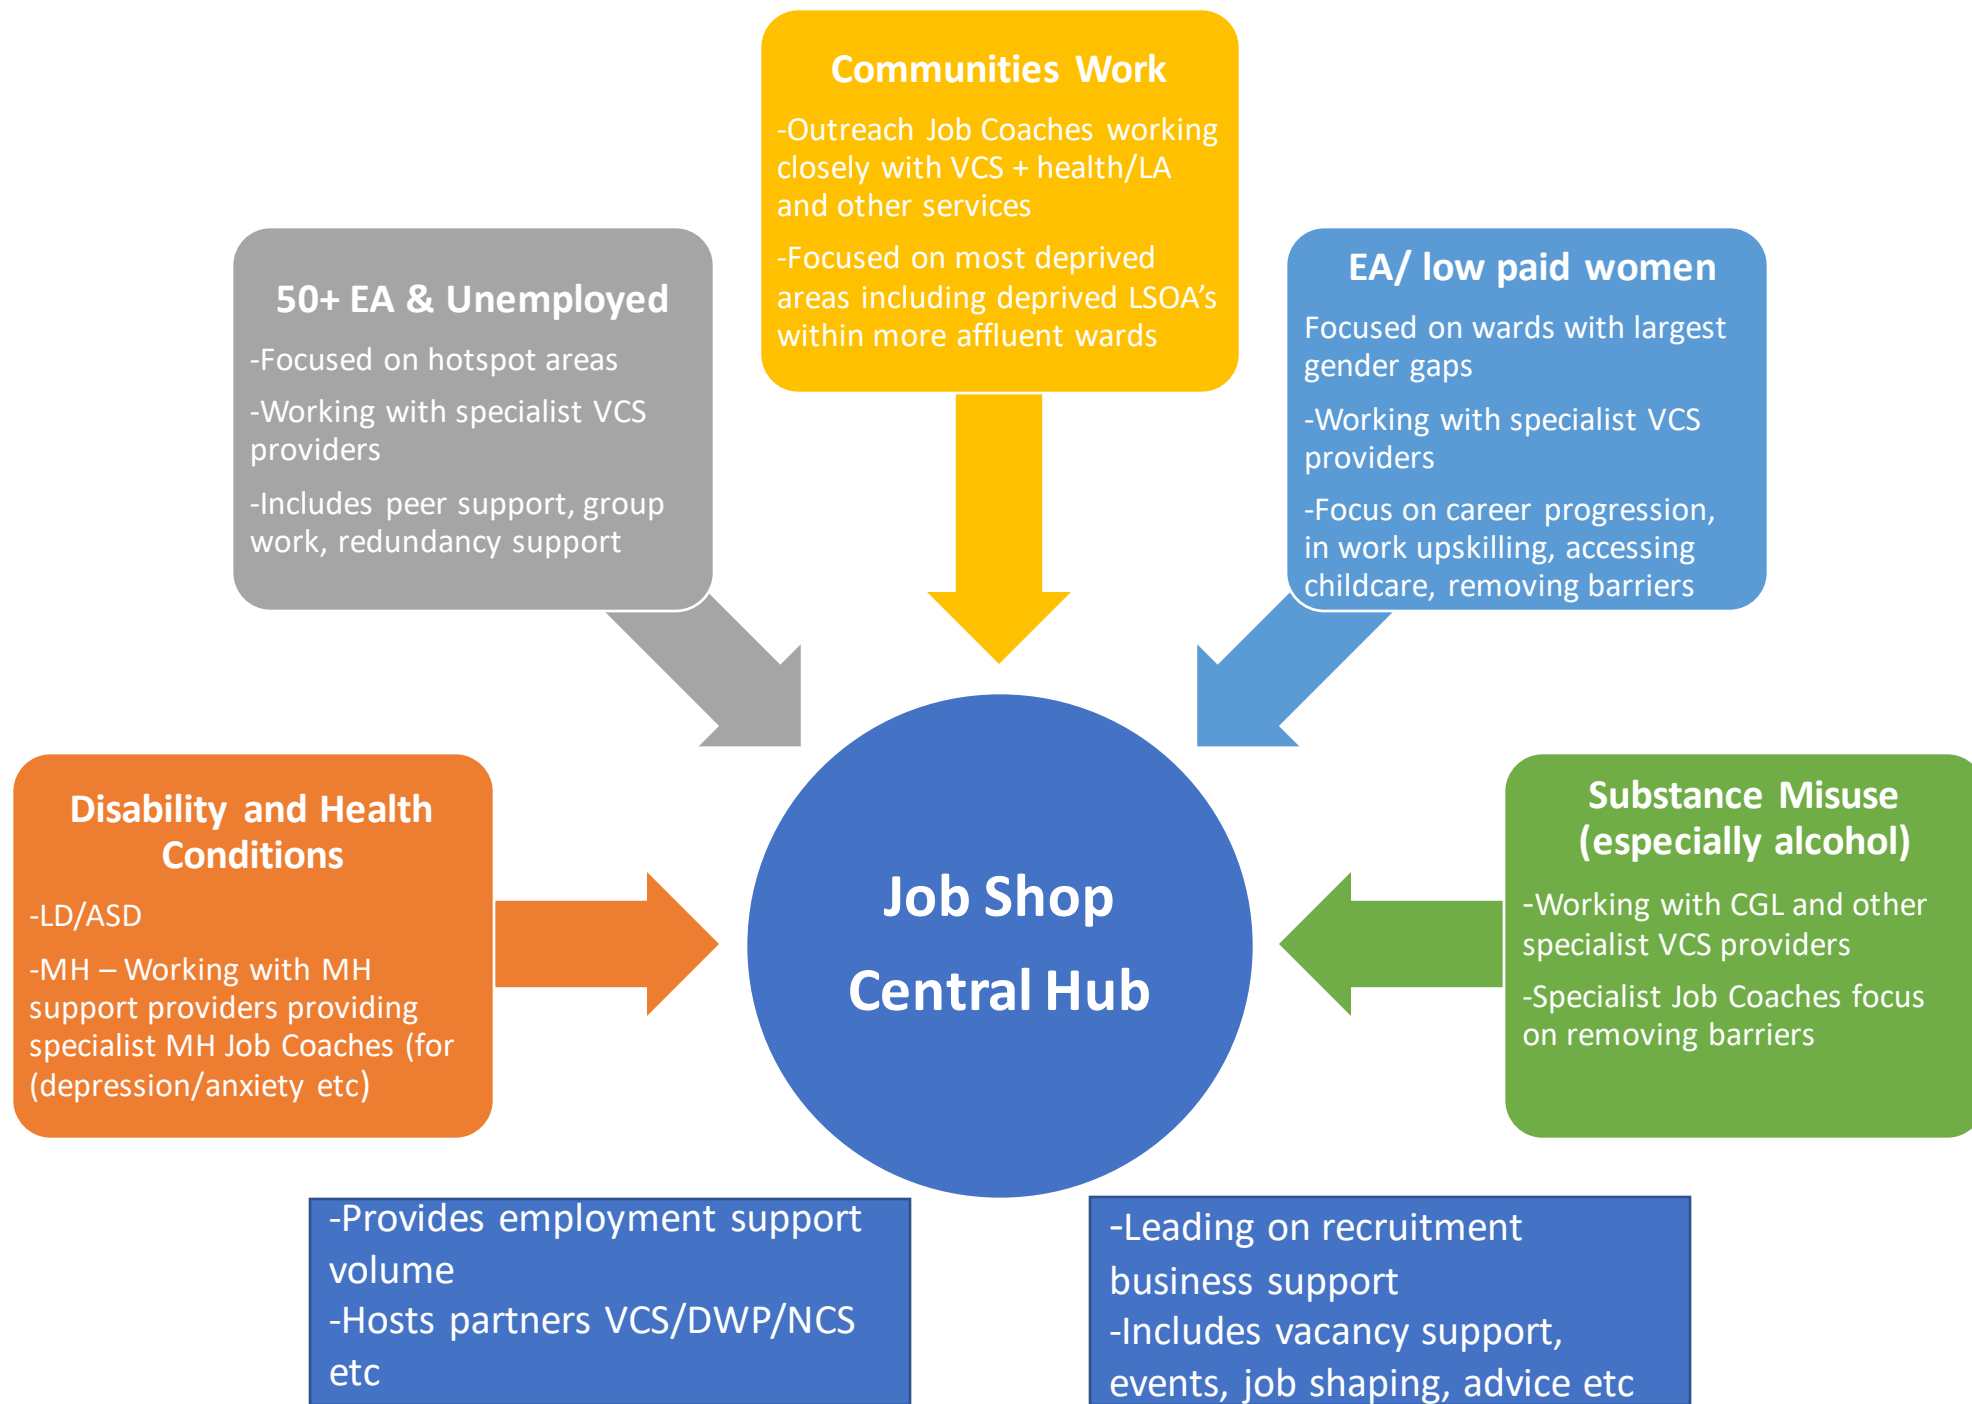 Communities Work
-Outreach Job Coaches working
closely with VCS + health/LA
and other services
-Focused on most deprived
areas including deprived LSOA’s
within more affluent wards
50+ EA & Unemployed
-Focused on hotspot areas
-Working with specialist VCS
providers
-Includes peer support, group
work, redundancy support
EA/ low paid women
Focused on wards with largest
gender gaps
-Working with specialist VCS
providers
-Focus on career progression,
in work upskilling, accessing
childcare, removing barriers
Disability and Health
Conditions
-LD/ASD
-MH – Working with MH
support providers providing
specialist MH Job Coaches (for
(depression/anxiety etc)
Job Shop
Central Hub
Substance Misuse
(especially alcohol)
-Working with CGL and other
specialist VCS providers
-Specialist Job Coaches focus
on removing barriers
-Provides employment support
volume
-Hosts partners VCS/DWP/NCS
etc
-Leading on recruitment
business support
-Includes vacancy support,
events, job shaping, advice etc